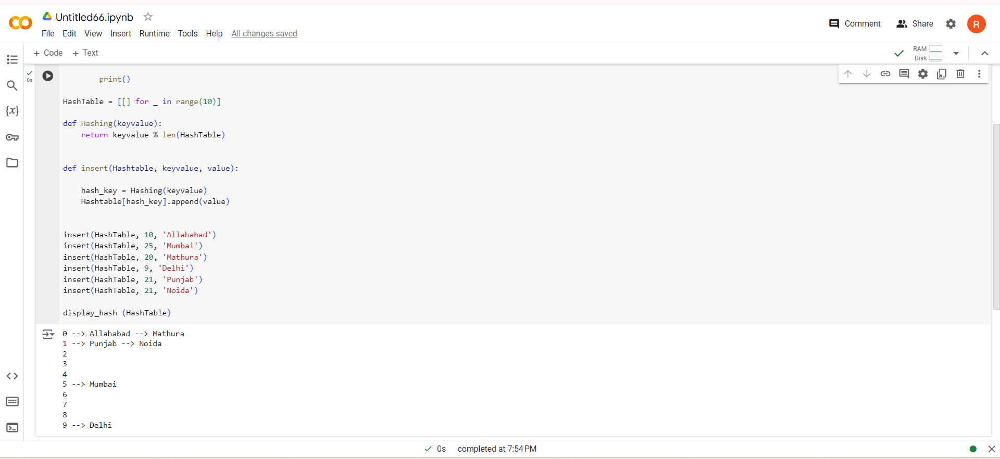 Untitled66.ipynb
File Edit View Insert Runtime Tools Help All changes saved
Comment Share R
+ Code + Text
RAM
Disk
0s
print()
HashTable = [[] for _ in range(10)]
def Hashing(keyvalue):
return keyvalue % len(HashTable)
def insert(Hashtable, keyvalue, value):
hash_key = Hashing(keyvalue)
Hashtable[hash_key].append(value)
insert(HashTable, 10, 'Allahabad')
insert(HashTable, 25, 'Mumbai')
insert(HashTable, 20, 'Mathura')
insert(HashTable, 9, 'Delhi')
insert(HashTable, 21, 'Punjab')
insert(HashTable, 21, 'Noida')
display_hash (HashTable)
0 --> Allahabad --> Mathura
1 --> Punjab --> Noida
2
3
4
5 --> Mumbai
6
7
8
9 --> Delhi
0s completed at 7:54 PM